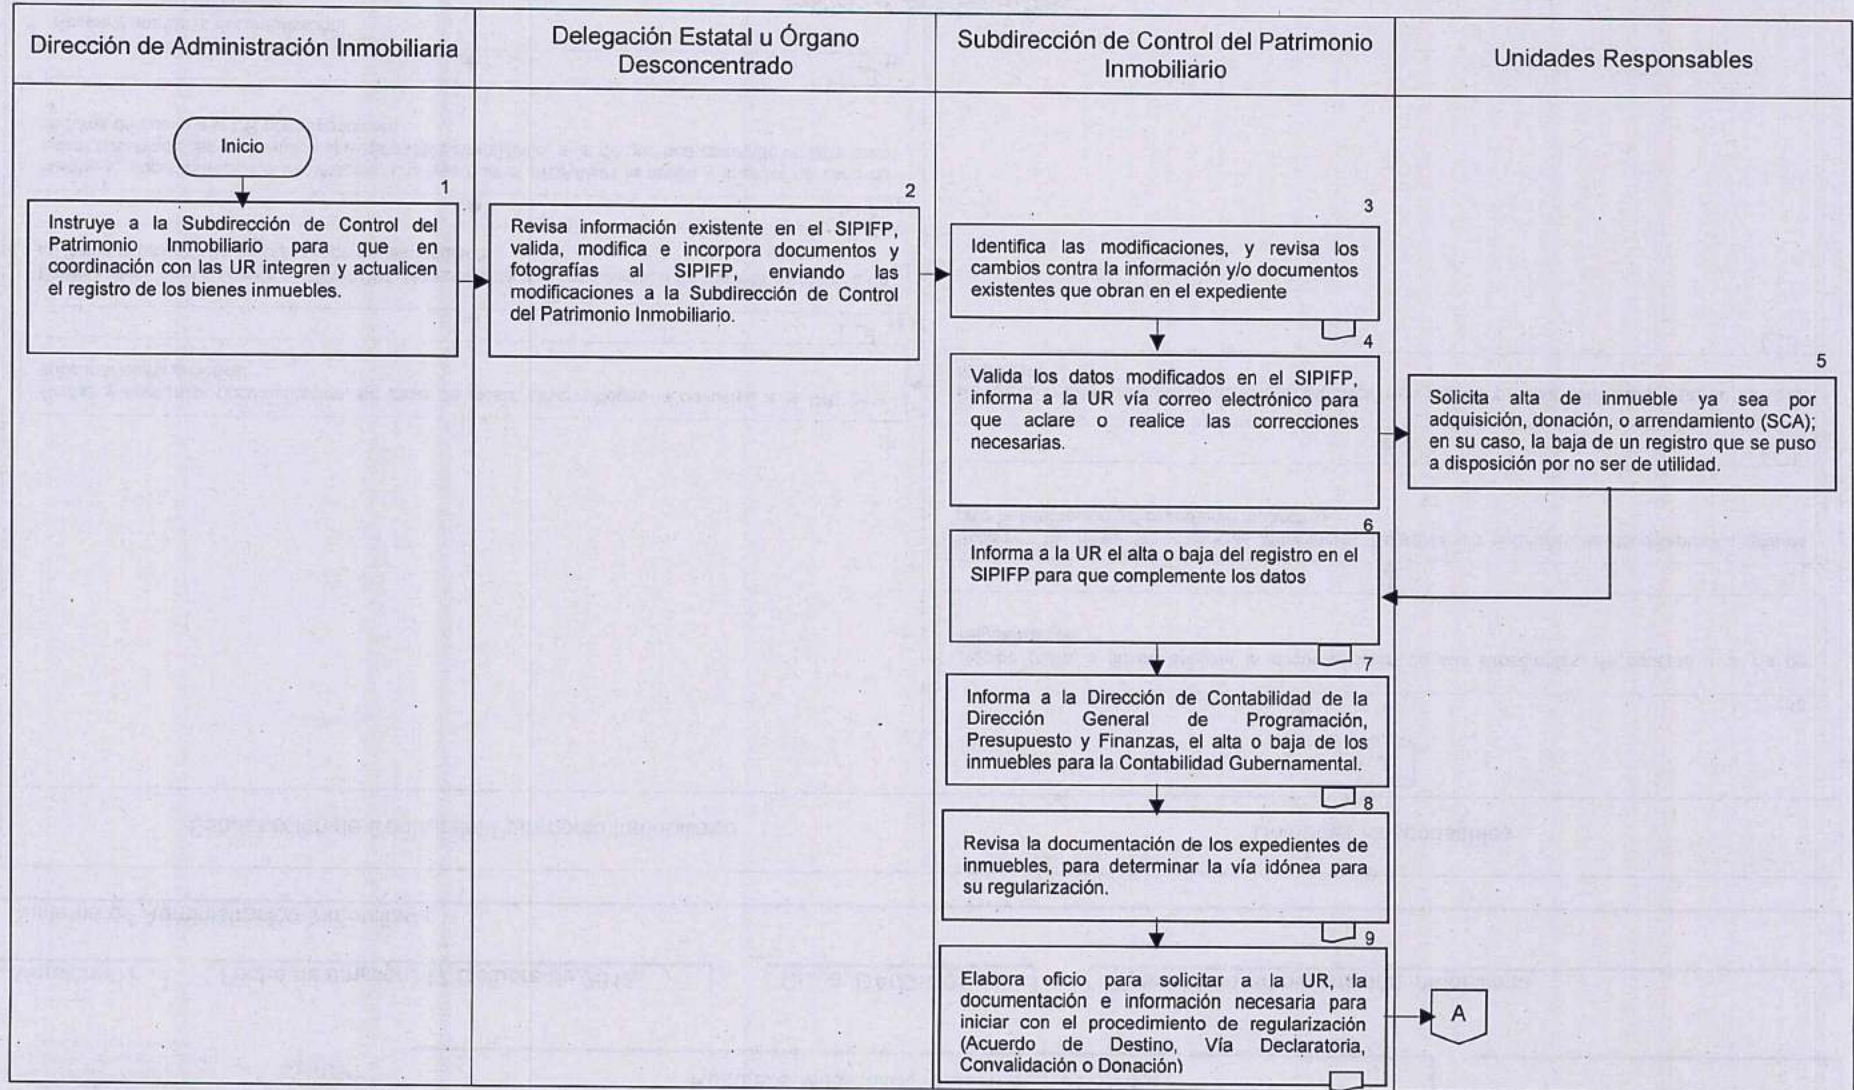 Dirección de Administración Inmobiliaria
Delegación Estatal u Órgano
Desconcentrado
Subdirección de Control del Patrimonio
Inmobiliario
Unidades Responsables
Inicio
1
Instruye a la Subdirección de Control del
Patrimonio Inmobiliario para que en
coordinación con las UR integren y actualicen
el registro de los bienes inmuebles.
2
Revisa información existente en el SIPIFP,
valida, modifica e incorpora documentos y
fotografías al SIPIFP, enviando las
modificaciones a la Subdirección de Control
del Patrimonio Inmobiliario.
3
Identifica las modificaciones, y revisa los
cambios contra la información y/o documentos
existentes que obran en el expediente
4
Valida los datos modificados en el SIPIFP,
informa a la UR vía correo electrónico para
que aclare o realice las correcciones
necesarias.
5
Solicita alta de inmueble ya sea por
adquisición, donación, o arrendamiento (SCA);
en su caso, la baja de un registro que se puso
a disposición por no ser de utilidad.
6
Informa a la UR el alta o baja del registro en el
SIPIFP para que complemente los datos
7
Informa a la Dirección de Contabilidad de la
Dirección General de Programación,
Presupuesto y Finanzas, el alta o baja de los
inmuebles para la Contabilidad Gubernamental.
8
Revisa la documentación de los expedientes de
inmuebles, para determinar la vía idónea para
su regularización.
9
Elabora oficio para solicitar a la UR, la
documentación e información necesaria para
iniciar con el procedimiento de regularización
(Acuerdo de Destino, Vía Declaratoria,
Convalidación o Donación)
A